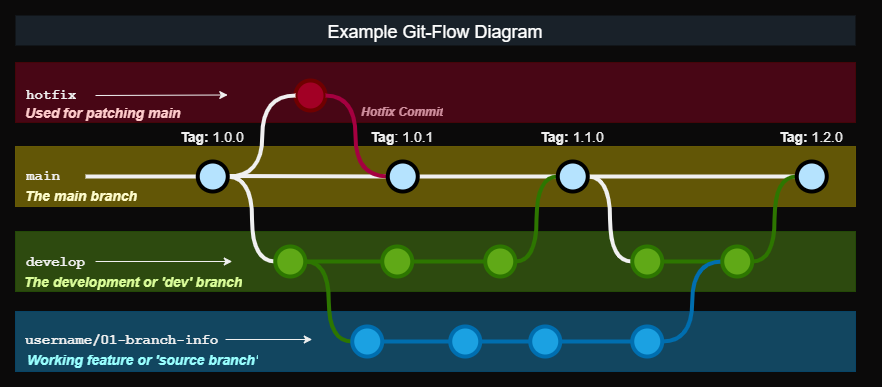 Example Git-Flow Diagram
hotfix
Used for patching main
Hotfix Commit
Tag: 1.0.0
Tag: 1.0.1
Tag: 1.1.0
Tag: 1.2.0
main
The main branch
develop
The development or 'dev' branch
username/01-branch-info
Working feature or 'source branch'